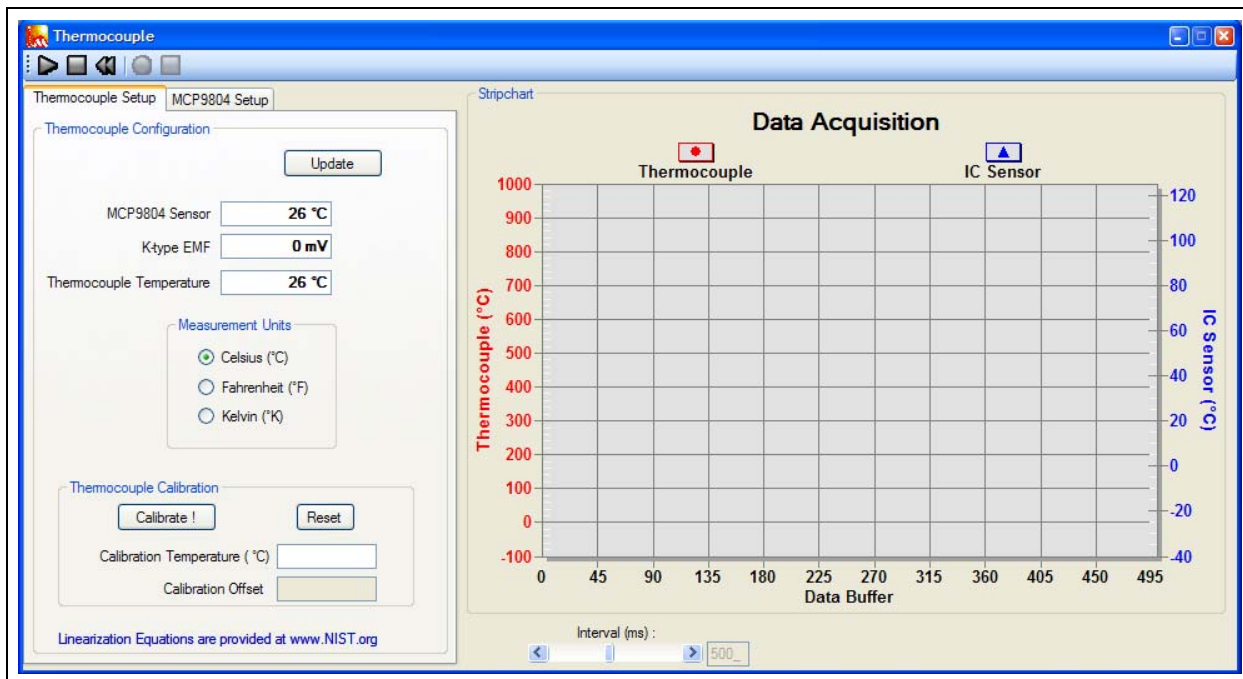 Thermocouple
Thermocouple Setup
MCP9804 Setup
Thermocouple Configuration
Update
MCP9804 Sensor 26 °C
K-type EMF 0 mV
Thermocouple Temperature 26 °C
Measurement Units
Celsius (°C)
Fahrenheit (°F)
Kelvin (°K)
Thermocouple Calibration
Calibrate !
Reset
Calibration Temperature ( °C)
Calibration Offset
Linearization Equations are provided at www.NIST.org
Stripchart
Data Acquisition
Thermocouple
IC Sensor
Thermocouple (°C)
1000
900
800
700
600
500
400
300
200
100
0
-100
120
100
80
60
40
20
0
-20
-40
IC Sensor (°C)
0 45 90 135 180 225 270 315 360 405 450 495
Data Buffer
Interval (ms) :
500_